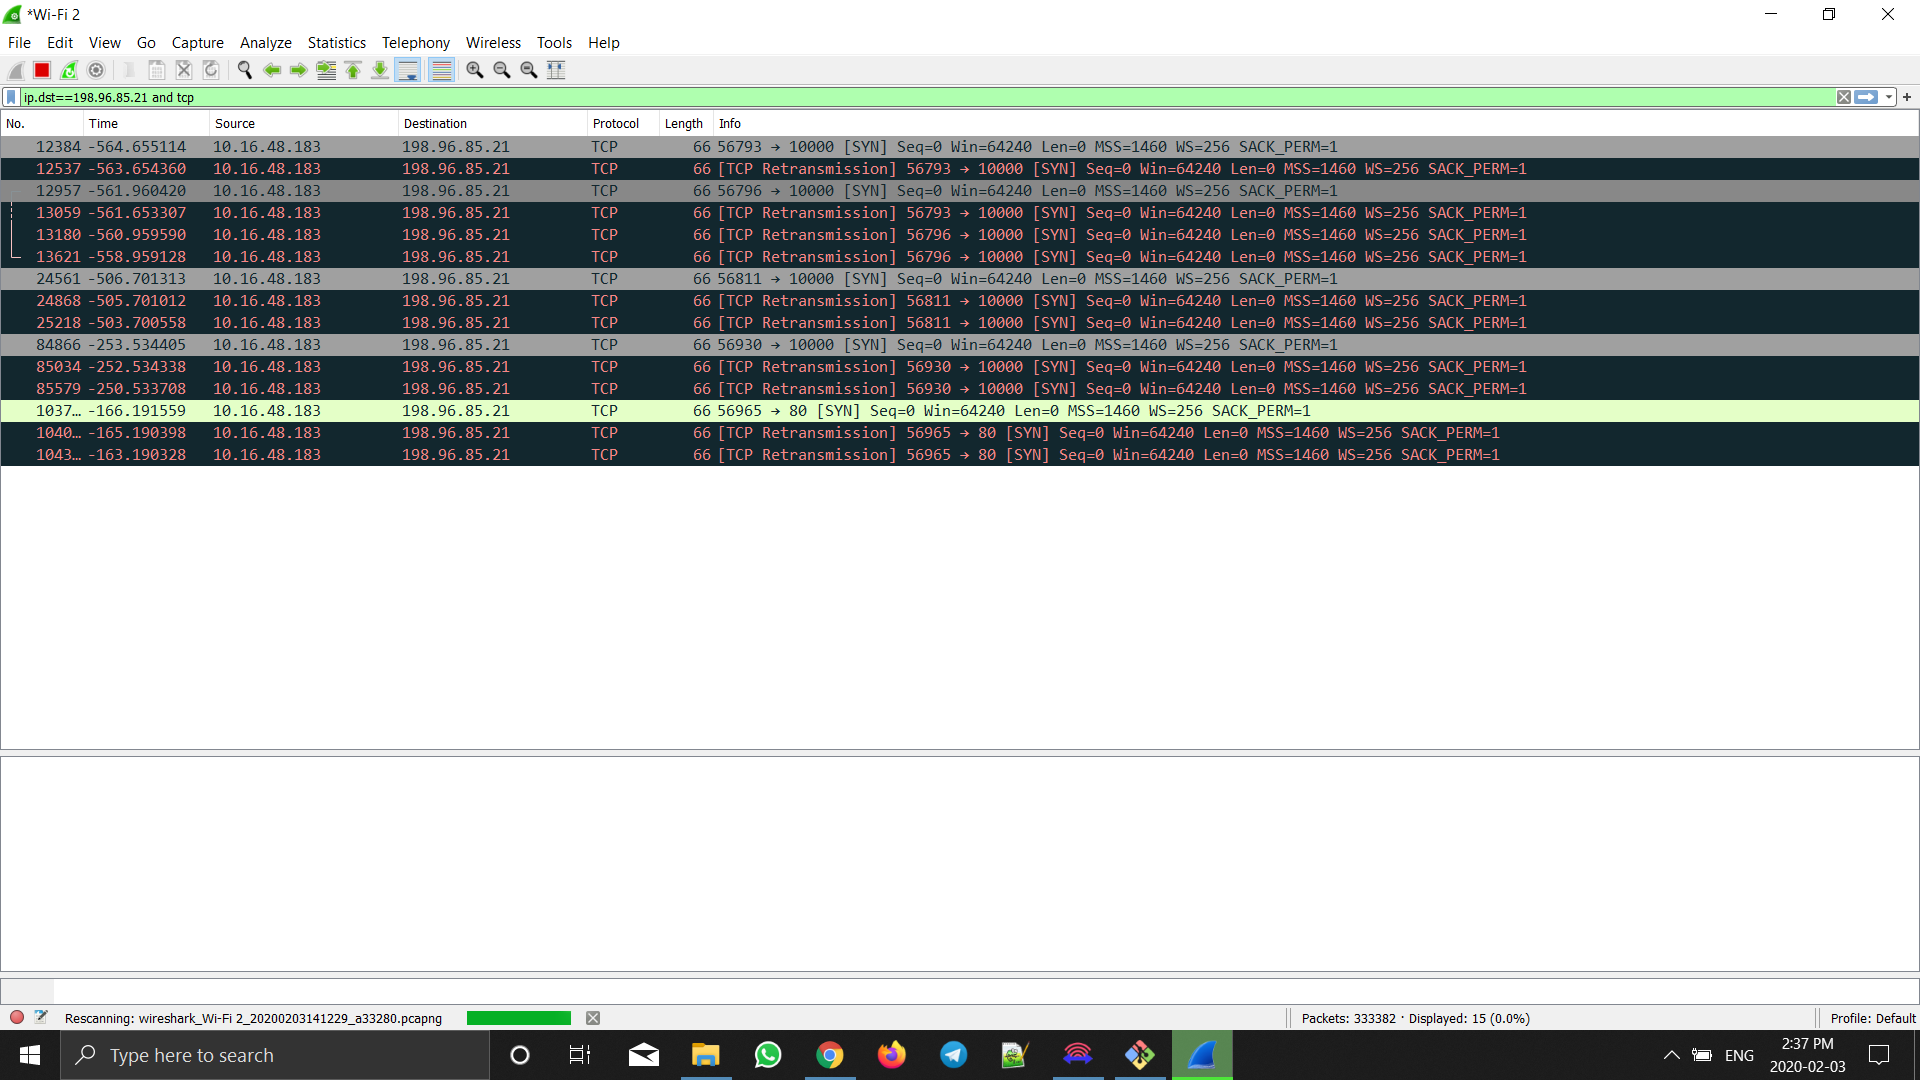 *Wi-Fi 2
File Edit View Go Capture Analyze Statistics Telephony Wireless Tools Help
ip.dst==198.96.85.21 and tcp
No. Time Source Destination Protocol Length Info
12384 -564.655114 10.16.48.183 198.96.85.21 TCP 66 56793 → 10000 [SYN] Seq=0 Win=64240 Len=0 MSS=1460 WS=256 SACK_PERM=1
12537 -563.654360 10.16.48.183 198.96.85.21 TCP 66 [TCP Retransmission] 56793 → 10000 [SYN] Seq=0 Win=64240 Len=0 MSS=1460 WS=256 SACK_PERM=1
12957 -561.960420 10.16.48.183 198.96.85.21 TCP 66 56796 → 10000 [SYN] Seq=0 Win=64240 Len=0 MSS=1460 WS=256 SACK_PERM=1
13059 -561.653307 10.16.48.183 198.96.85.21 TCP 66 [TCP Retransmission] 56793 → 10000 [SYN] Seq=0 Win=64240 Len=0 MSS=1460 WS=256 SACK_PERM=1
13180 -560.959590 10.16.48.183 198.96.85.21 TCP 66 [TCP Retransmission] 56796 → 10000 [SYN] Seq=0 Win=64240 Len=0 MSS=1460 WS=256 SACK_PERM=1
13621 -558.959128 10.16.48.183 198.96.85.21 TCP 66 [TCP Retransmission] 56796 → 10000 [SYN] Seq=0 Win=64240 Len=0 MSS=1460 WS=256 SACK_PERM=1
24561 -506.701313 10.16.48.183 198.96.85.21 TCP 66 56811 → 10000 [SYN] Seq=0 Win=64240 Len=0 MSS=1460 WS=256 SACK_PERM=1
24868 -505.701012 10.16.48.183 198.96.85.21 TCP 66 [TCP Retransmission] 56811 → 10000 [SYN] Seq=0 Win=64240 Len=0 MSS=1460 WS=256 SACK_PERM=1
25218 -503.700558 10.16.48.183 198.96.85.21 TCP 66 [TCP Retransmission] 56811 → 10000 [SYN] Seq=0 Win=64240 Len=0 MSS=1460 WS=256 SACK_PERM=1
84866 -253.534405 10.16.48.183 198.96.85.21 TCP 66 56930 → 10000 [SYN] Seq=0 Win=64240 Len=0 MSS=1460 WS=256 SACK_PERM=1
85034 -252.534338 10.16.48.183 198.96.85.21 TCP 66 [TCP Retransmission] 56930 → 10000 [SYN] Seq=0 Win=64240 Len=0 MSS=1460 WS=256 SACK_PERM=1
85579 -250.533708 10.16.48.183 198.96.85.21 TCP 66 [TCP Retransmission] 56930 → 10000 [SYN] Seq=0 Win=64240 Len=0 MSS=1460 WS=256 SACK_PERM=1
1037… -166.191559 10.16.48.183 198.96.85.21 TCP 66 56965 → 80 [SYN] Seq=0 Win=64240 Len=0 MSS=1460 WS=256 SACK_PERM=1
1040… -165.190398 10.16.48.183 198.96.85.21 TCP 66 [TCP Retransmission] 56965 → 80 [SYN] Seq=0 Win=64240 Len=0 MSS=1460 WS=256 SACK_PERM=1
1043… -163.190328 10.16.48.183 198.96.85.21 TCP 66 [TCP Retransmission] 56965 → 80 [SYN] Seq=0 Win=64240 Len=0 MSS=1460 WS=256 SACK_PERM=1
Rescanning: wireshark_Wi-Fi 2_20200203141229_a33280.pcapng Packets: 333382 · Displayed: 15 (0.0%) Profile: Default
Type here to search
ENG
2:37 PM
2020-02-03